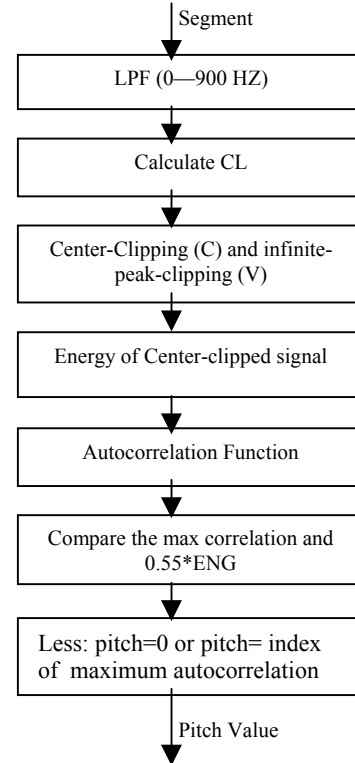 Segment
LPF (0—900 HZ)
Calculate CL
Center-Clipping (C) and infinite-
peak-clipping (V)
Energy of Center-clipped signal
Autocorrelation Function
Compare the max correlation and
0.55*ENG
Less: pitch=0 or pitch= index
of maximum autocorrelation
Pitch Value